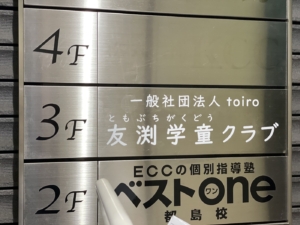 4F
3F
一般社団法人 toiro
ともぶちがくどう
友渕学童クラブ
2F
ECCの個別指導塾
ベストone
ワン
都島校